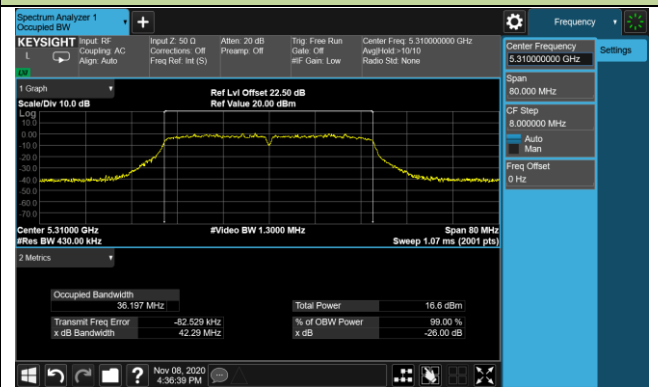 Spectrum Analyzer 1
Occupied BW
+
Frequency
KEYSIGHT
L
LW
Input: RF
Coupling: AC
Align: Auto
Input Z: 50 Ω
Corrections: Off
Freq Ref: Int (S)
Atten: 20 dB
Preamp: Off
Trig: Free Run
Gate: Off
#IF Gain: Low
Center Freq: 5.310000000 GHz
Avg|Hold:>10/10
Radio Std: None
Center Frequency
5.310000000 GHz
Settings
Span
80.000 MHz
CF Step
8.000000 MHz
Auto
Man
Freq Offset
0 Hz
1 Graph
Scale/Div 10.0 dB
Ref Lvl Offset 22.50 dB
Ref Value 20.00 dBm
Log
10.0
0.00
-10.0
-20.0
-30.0
-40.0
-50.0
-60.0
-70.0
Center 5.31000 GHz
#Video BW 1.3000 MHz
Span 80 MHz
#Res BW 430.00 kHz
Sweep 1.07 ms (2001 pts)
2 Metrics
Occupied Bandwidth
36.197 MHz
Total Power 16.6 dBm
Transmit Freq Error -82.529 kHz
% of OBW Power 99.00 %
x dB Bandwidth 42.29 MHz
x dB -26.00 dB
?
Nov 08, 2020
4:36:39 PM